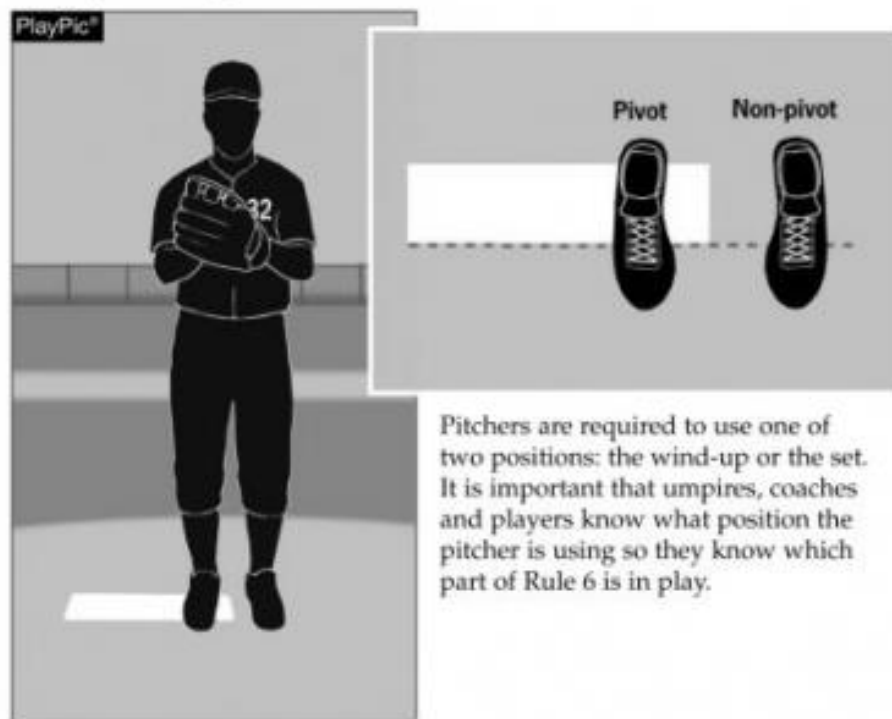 PlayPic®
Pivot
Non-pivot
32
Pitchers are required to use one of
two positions: the wind-up or the set.
It is important that umpires, coaches
and players know what position the
pitcher is using so they know which
part of Rule 6 is in play.